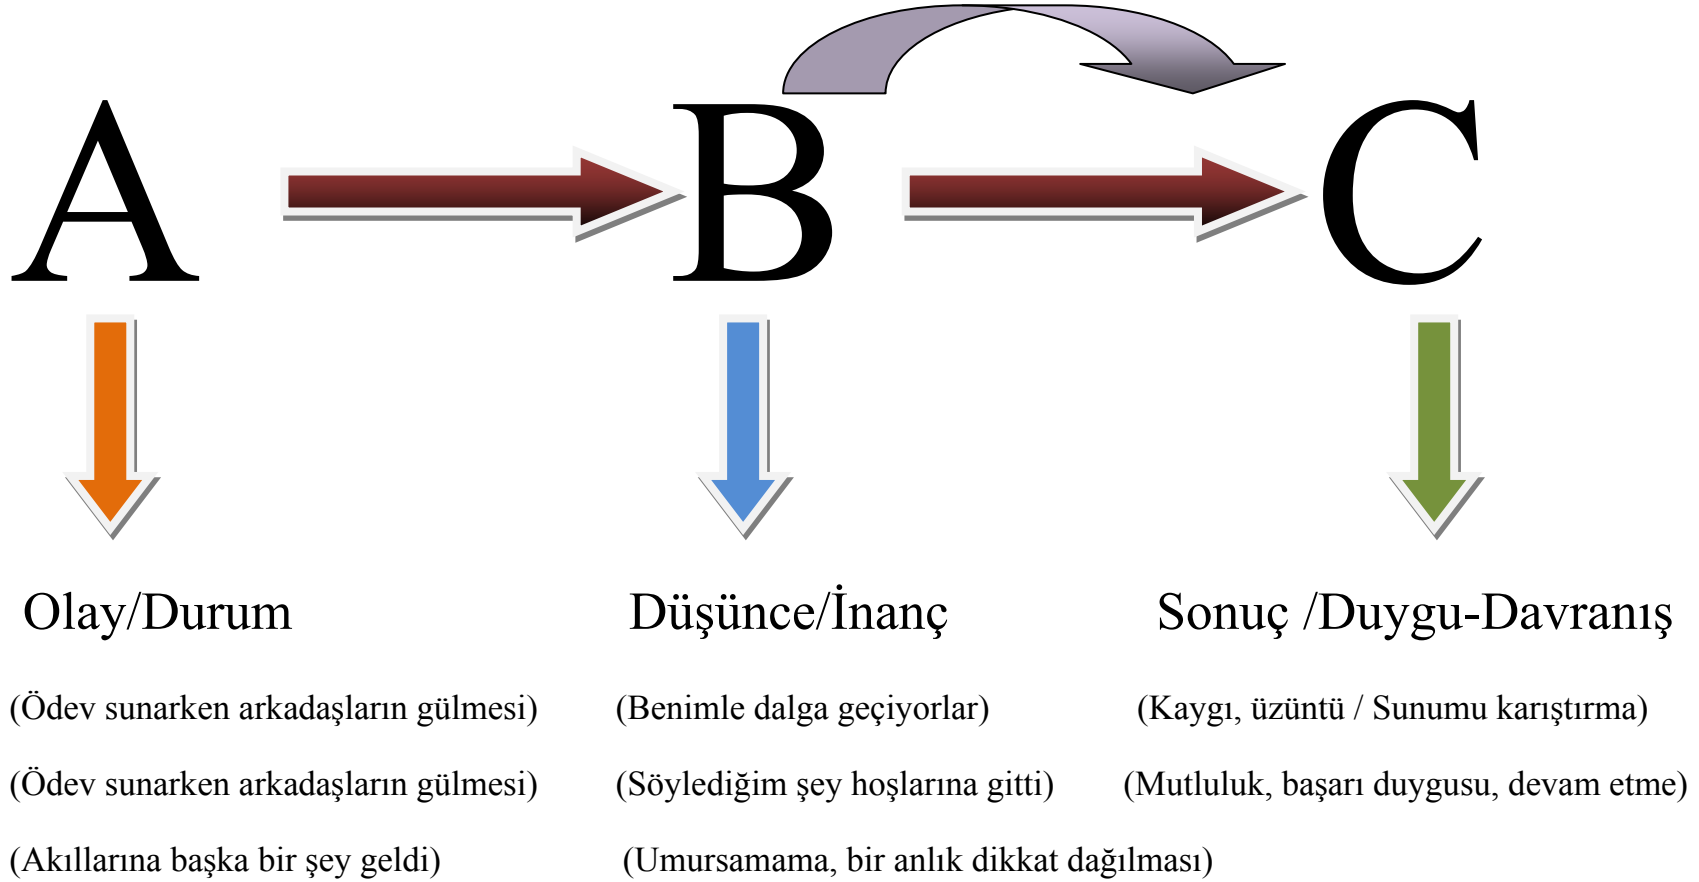 A B C
Olay/Durum Düşünce/İnanç Sonuç /Duygu-Davranış
(Ödev sunarken arkadaşların gülmesi) (Benimle dalga geçiyorlar) (Kaygı, üzüntü / Sunumu karıştırma)
(Ödev sunarken arkadaşların gülmesi) (Söylediğim şey hoşlarına gitti) (Mutluluk, başarı duygusu, devam etme)
(Akıllarına başka bir şey geldi) (Umursamama, bir anlık dikkat dağılması)